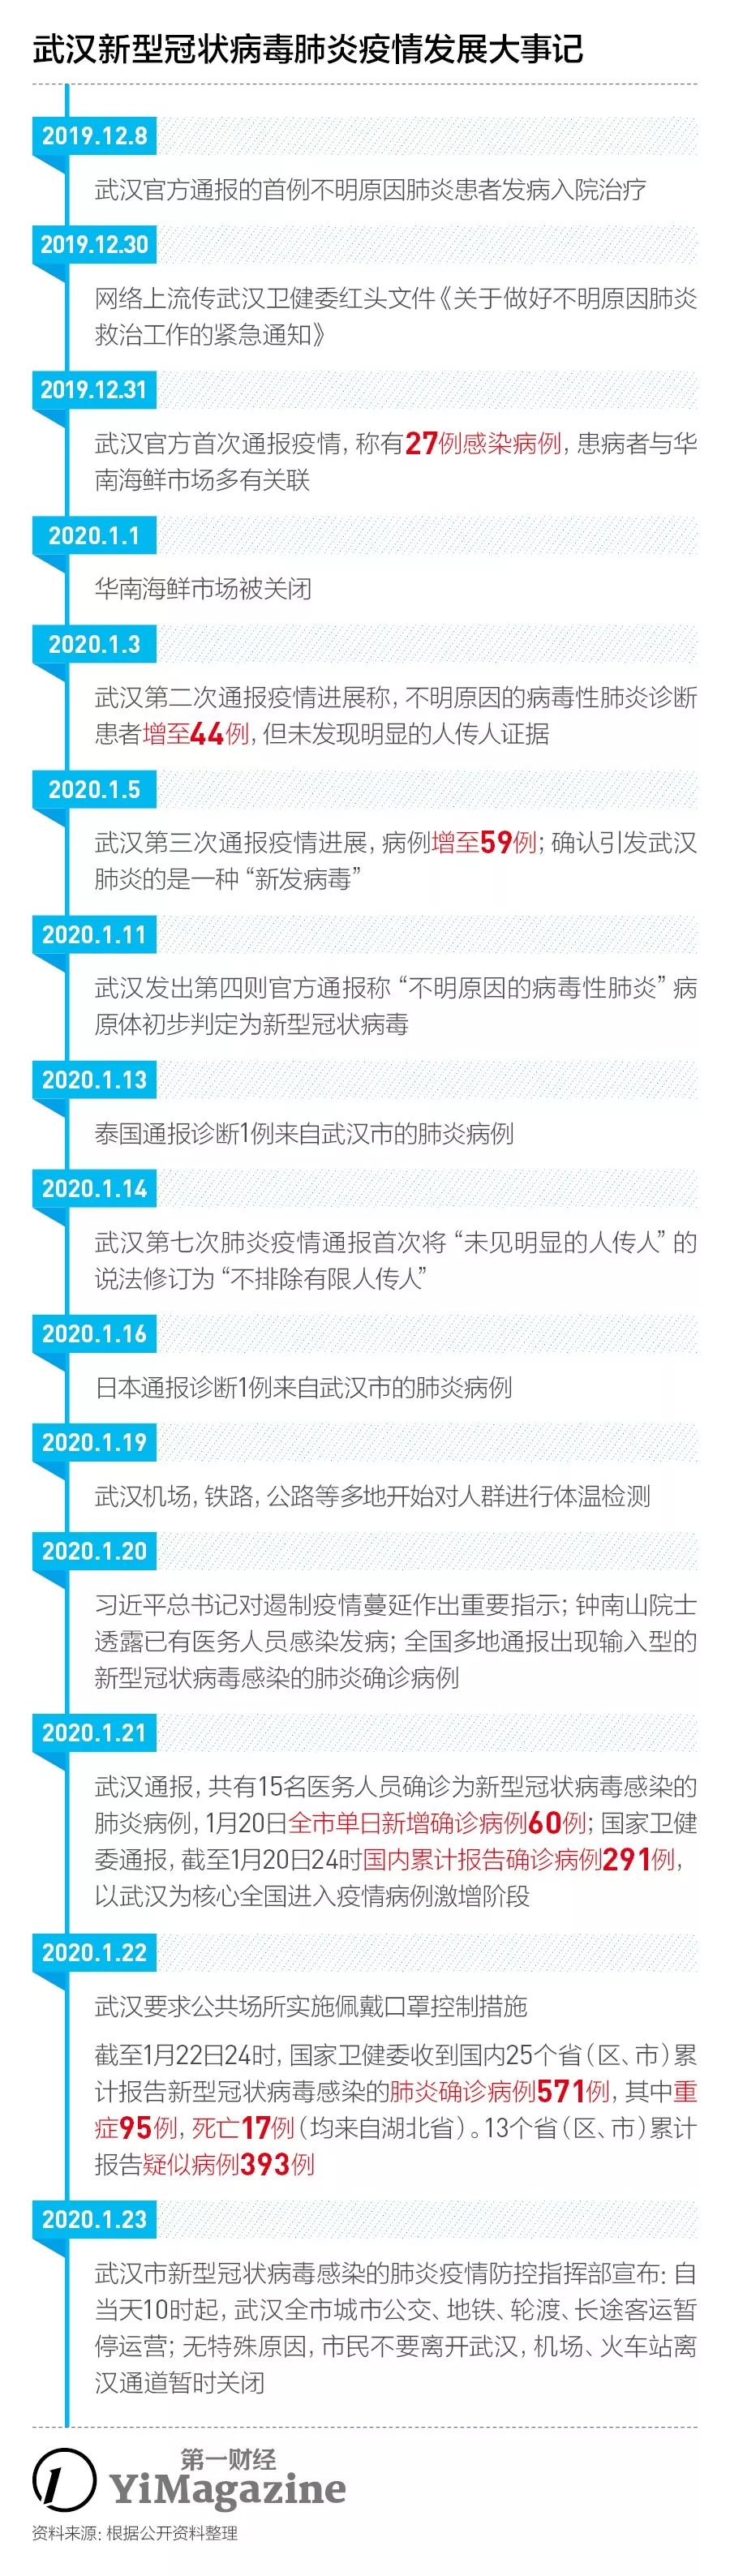 武汉新型冠状病毒肺炎疫情发展大事记
2019.12.8
武汉官方通报的首例不明原因肺炎患者发病入院治疗
2019.12.30
网络上流传武汉卫健委红头文件《关于做好不明原因肺炎
救治工作的紧急通知》
2019.12.31
武汉官方首次通报疫情，称有27例感染病例，患病者与华
南海鲜市场多有关联
2020.1.1
华南海鲜市场被关闭
2020.1.3
武汉第二次通报疫情进展称，不明原因的病毒性肺炎诊断
患者增至44例，但未发现明显的人传人证据
2020.1.5
武汉第三次通报疫情进展，病例增至59例；确认引发武汉
肺炎的是一种“新发病毒”
2020.1.11
武汉发出第四则官方通报称“不明原因的病毒性肺炎”病
原体初步判定为新型冠状病毒
2020.1.13
泰国通报诊断1例来自武汉市的肺炎病例
2020.1.14
武汉第七次肺炎疫情通报首次将“未见明显的人传人”的
说法修订为“不排除有限人传人”
2020.1.16
日本通报诊断1例来自武汉市的肺炎病例
2020.1.19
武汉机场，铁路，公路等多地开始对人群进行体温检测
2020.1.20
习近平总书记对遏制疫情蔓延作出重要指示；钟南山院士
透露已有医务人员感染发病；全国多地通报出现输入型的
新型冠状病毒感染的肺炎确诊病例
2020.1.21
武汉通报，共有15名医务人员确诊为新型冠状病毒感染的
肺炎病例，1月20日全市单日新增确诊病例60例；国家卫健
委通报，截至1月20日24时国内累计报告确诊病例291例，
以武汉为核心全国进入疫情病例激增阶段
2020.1.22
武汉要求公共场所实施佩戴口罩控制措施
截至1月22日24时，国家卫健委收到国内25个省（区、市）累
计报告新型冠状病毒感染的肺炎确诊病例571例，其中重
症95例，死亡17例（均来自湖北省）。13个省（区、市）累计
报告疑似病例393例
2020.1.23
武汉市新型冠状病毒感染的肺炎疫情防控指挥部宣布：自
当天10时起，武汉全市城市公交、地铁、轮渡、长途客运暂
停运营；无特殊原因，市民不要离开武汉，机场、火车站离
汉通道暂时关闭
第一财经
YiMagazine
资料来源：根据公开资料整理